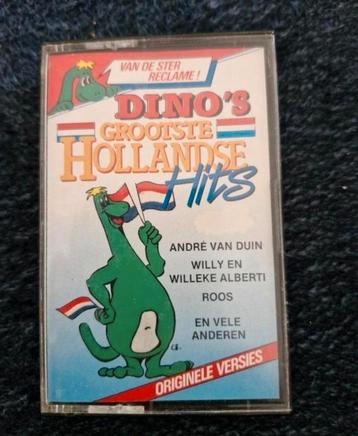 VAN DE STER
RECLAME!
DINO'S
GROOTSTE
HOLLANDSE
Hits
ANDRÉ VAN DUIN
WILLY EN
WILLEKE ALBERTI
ROOS
EN VELE
ANDEREN
ORIGINELE VERSIES